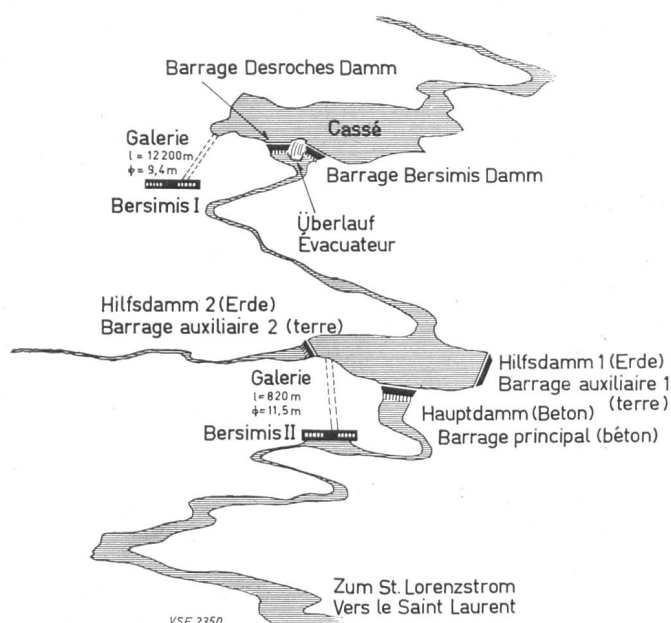 Barrage Desroches Damm
Cassé
Galerie
l = 12 200 m
ϕ = 9,4 m
Barrage Bersimis Damm
Bersimis I
Überlauf
Évacuateur
Hilfsdamm 2 (Erde)
Barrage auxiliaire 2 (terre)
Hilfsdamm 1 (Erde)
Barrage auxiliaire 1
(terre)
Galerie
l = 820 m
ϕ = 11,5 m
Hauptdamm (Beton)
Barrage principal (béton)
Bersimis II
Zum St. Lorenzstrom
Vers le Saint Laurent
VSE 2350